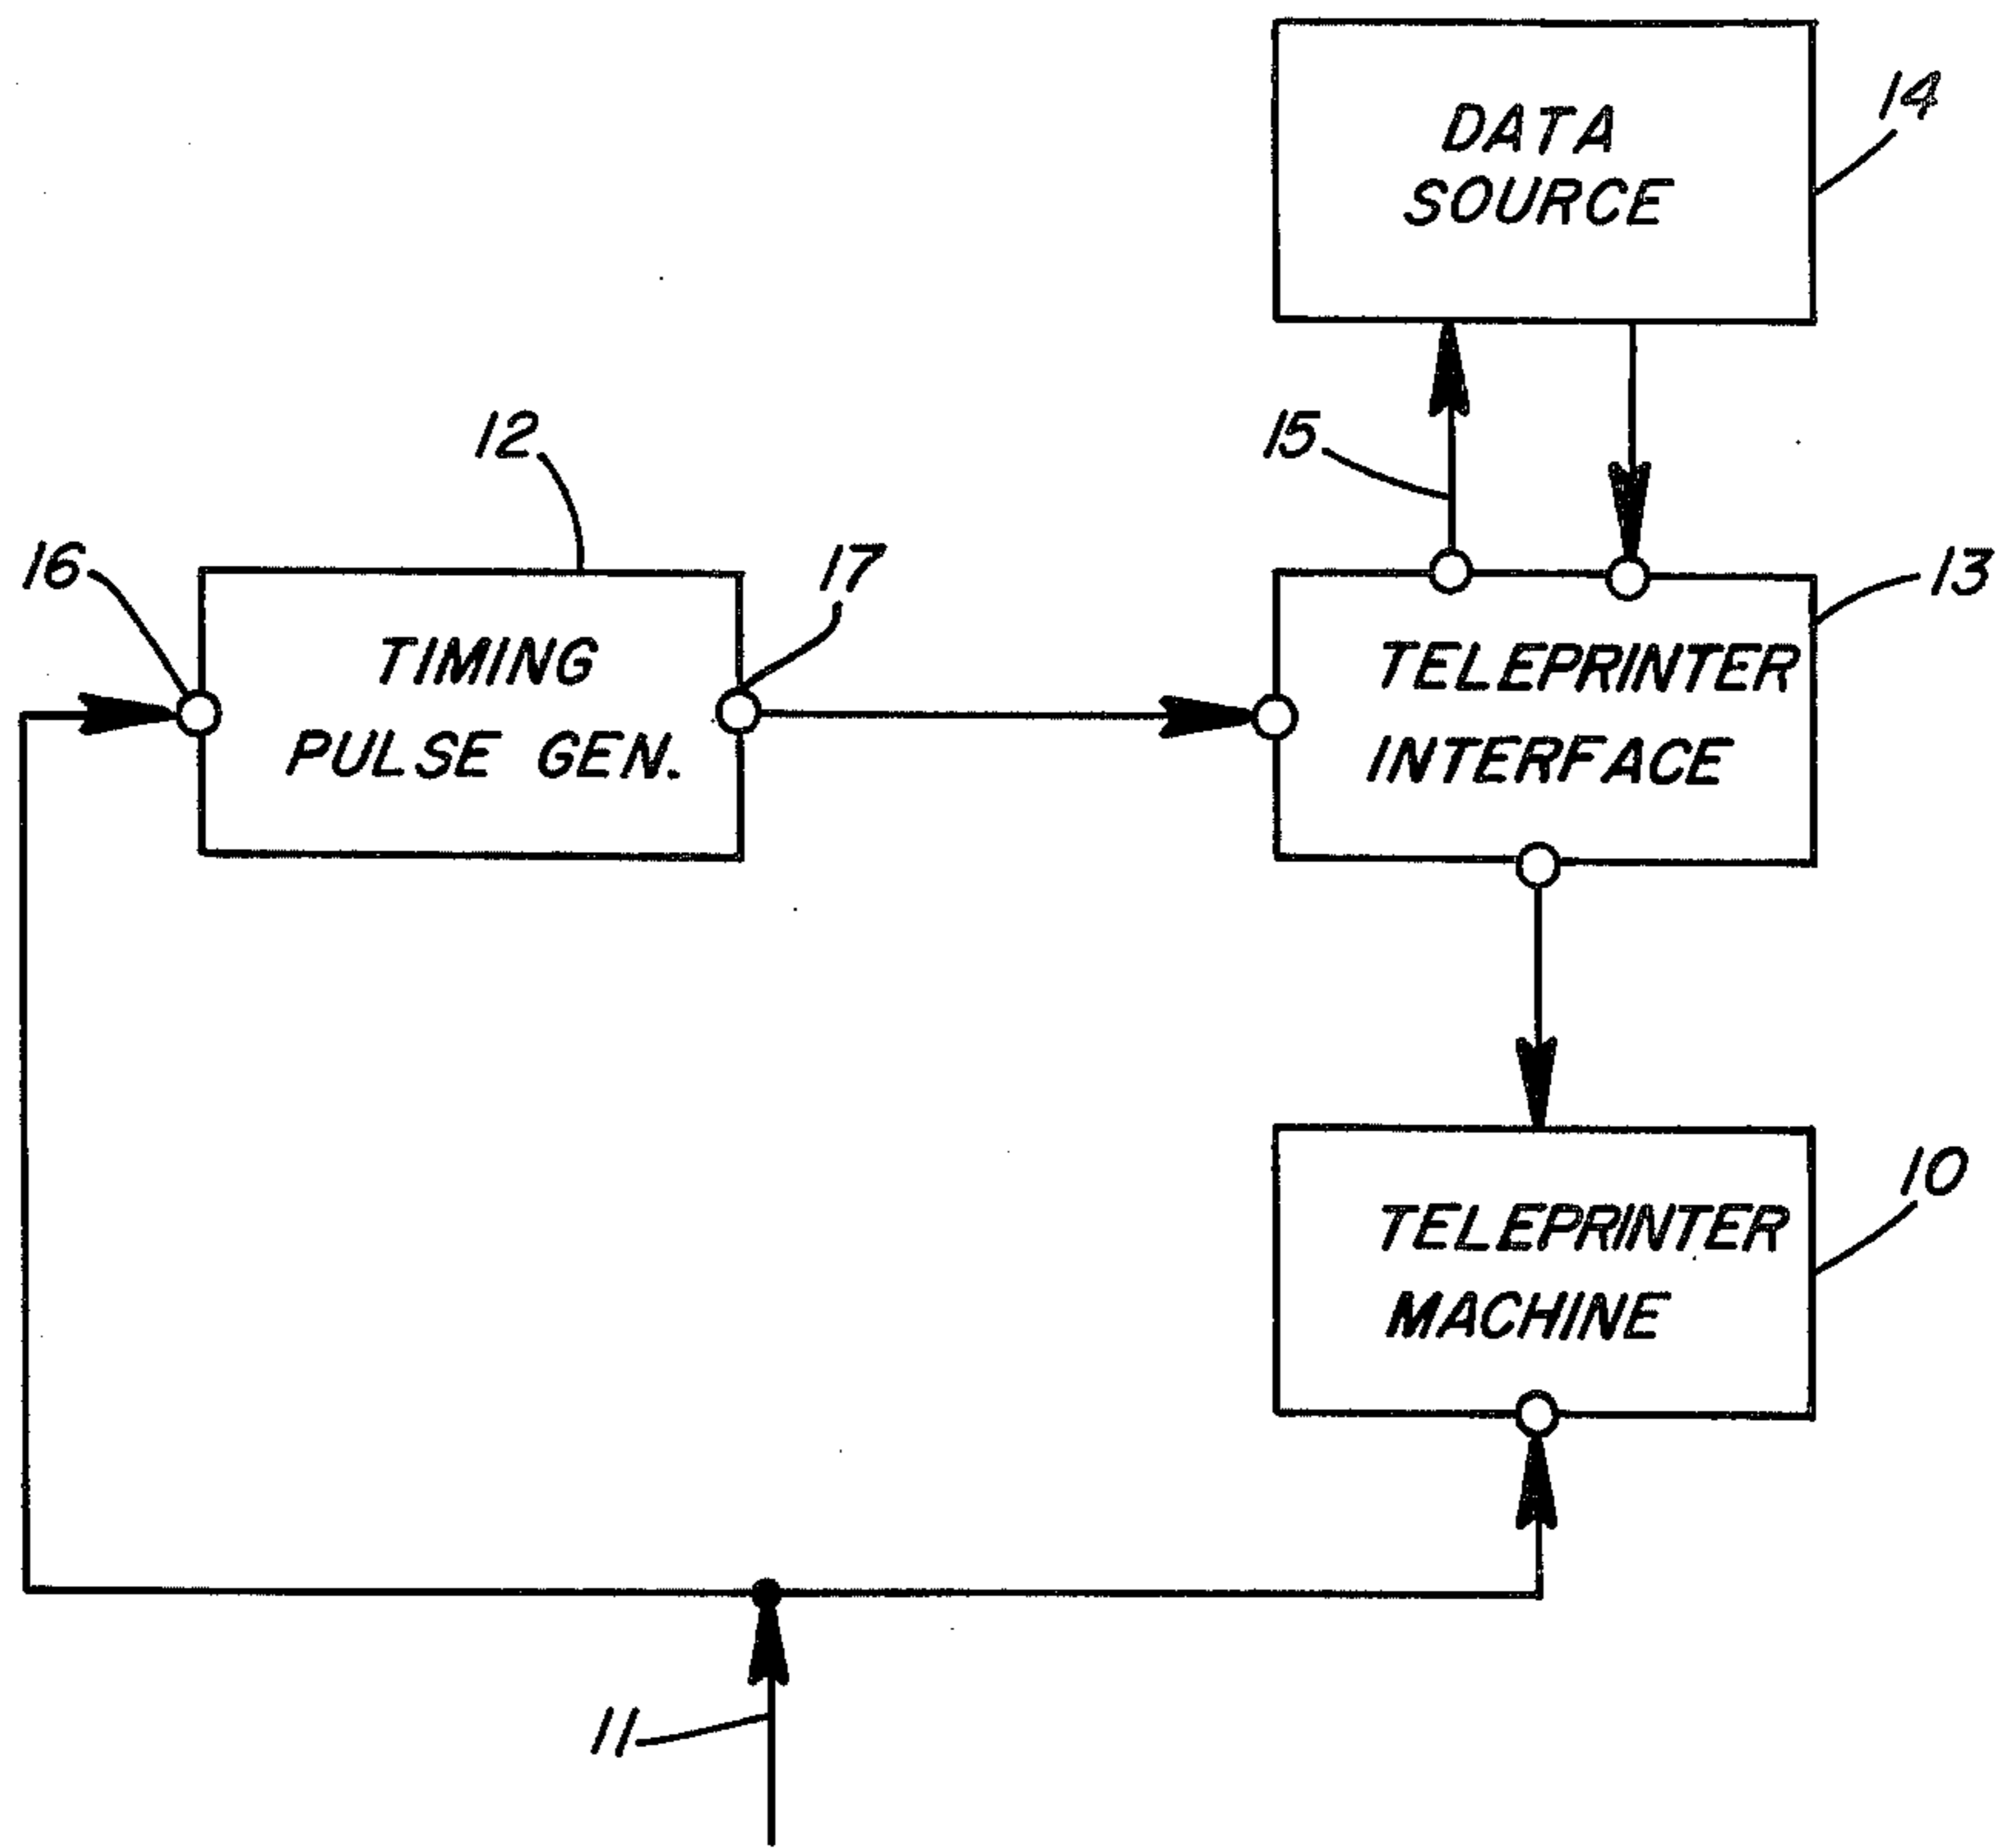 DATA
SOURCE
14
15
12
16
17
13
TIMING
PULSE GEN.
TELEPRINTER
INTERFACE
TELEPRINTER
MACHINE
10
11